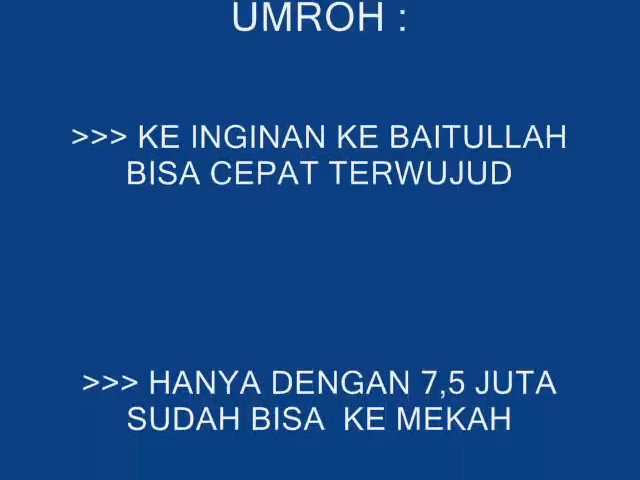 UMROH :
>>> KE INGINAN KE BAITULLAH
BISA CEPAT TERWUJUD
>>> HANYA DENGAN 7,5 JUTA
SUDAH BISA  KE MEKAH